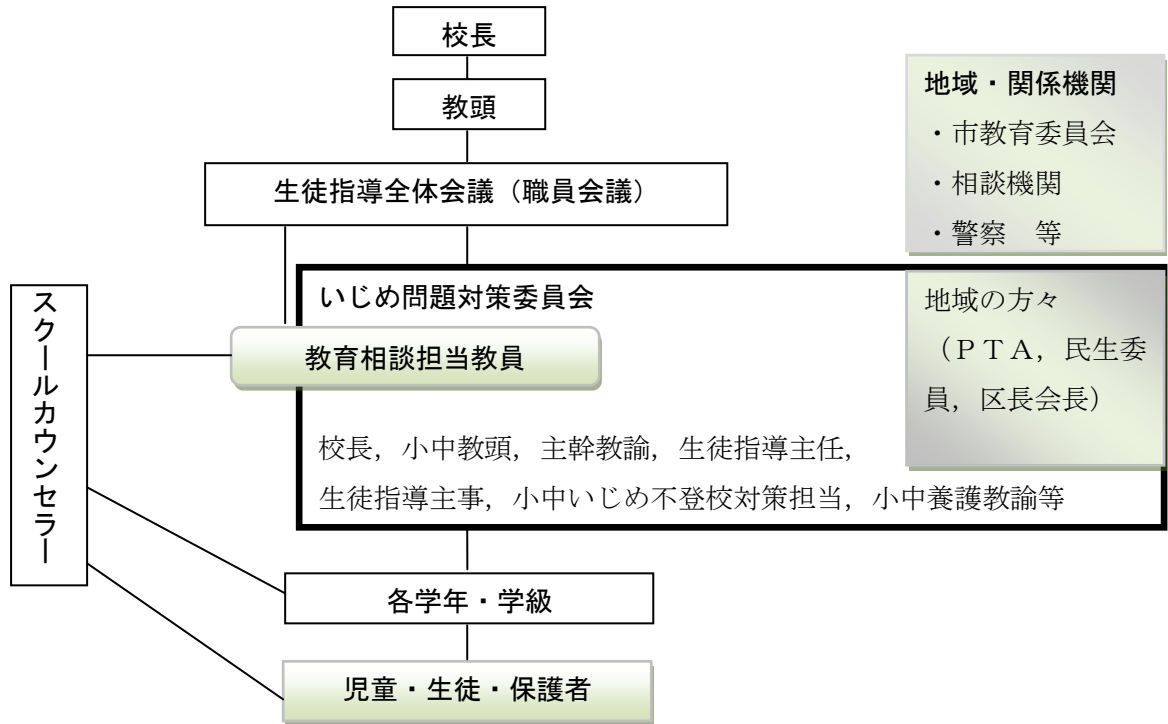 校長
教頭
生徒指導全体会議（職員会議）
地域・関係機関
・市教育委員会
・相談機関
・警察　等
スクールカウンセラー
いじめ問題対策委員会
教育相談担当教員
校長，小中教頭，主幹教諭，生徒指導主任，
生徒指導主事，小中いじめ不登校対策担当，小中養護教諭等
地域の方々
（ＰＴＡ，民生委
員，区長会長）
各学年・学級
児童・生徒・保護者